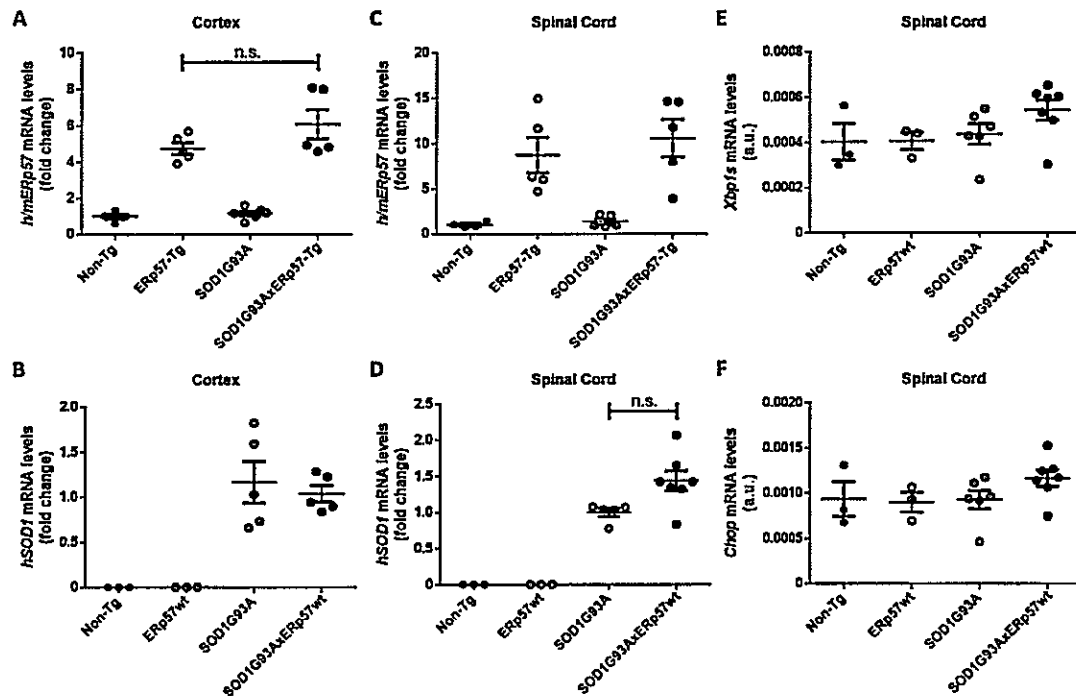 A
Cortex
h/mERp57 mRNA levels
(fold change)
10
8
6
4
2
0
n.s.
Non-Tg
ERp57-Tg
SOD1G93A
SOD1G93AxERp57-Tg
C
Spinal Cord
h/mERp57 mRNA levels
(fold change)
20
15
10
5
0
Non-Tg
ERp57-Tg
SOD1G93A
SOD1G93AxERp57-Tg
E
Spinal Cord
Xbp1s mRNA levels
(a.u.)
0.0008
0.0006
0.0004
0.0002
0.0000
Non-Tg
ERp57wt
SOD1G93A
SOD1G93AxERp57wt
B
Cortex
hSOD1 mRNA levels
(fold change)
2.0
1.5
1.0
0.5
0
Non-Tg
ERp57wt
SOD1G93A
SOD1G93AxERp57wt
D
Spinal Cord
hSOD1 mRNA levels
(fold change)
2.5
2.0
1.5
1.0
0.5
0
n.s.
Non-Tg
ERp57wt
SOD1G93A
SOD1G93AxERp57wt
F
Spinal Cord
Chop mRNA levels
(a.u.)
0.0020
0.0015
0.0010
0.0005
0.0000
Non-Tg
ERp57wt
SOD1G93A
SOD1G93AxERp57wt